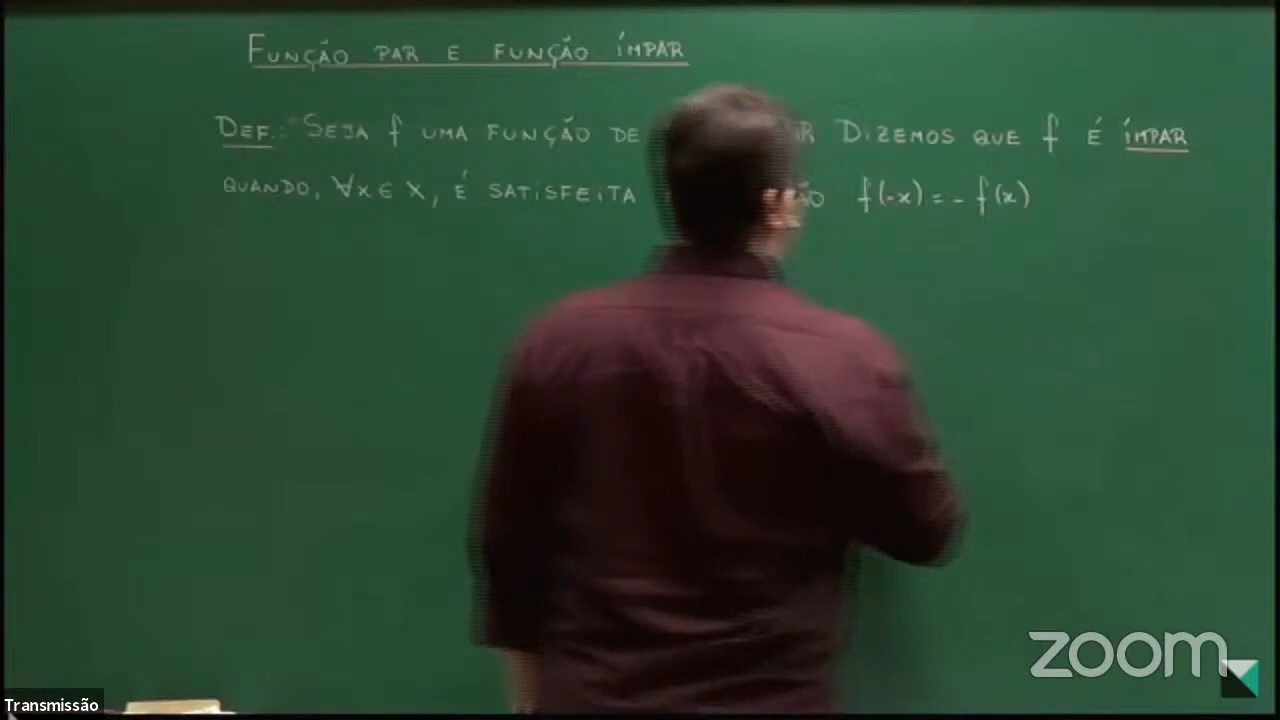 FUNÇÃO PAR E FUNÇÃO ÍMPAR
DEF.: SEJA f UMA FUNÇÃO DE DIZEMOS QUE f É ÍMPAR
QUANDO, ∀x ∈ X, É SATISFEITA f(-x) = - f(x)
zoom
Transmissão